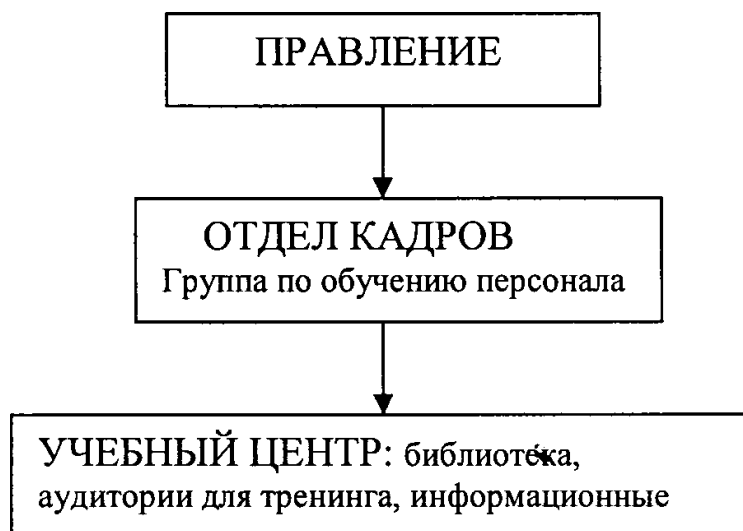 ПРАВЛЕНИЕ
ОТДЕЛ КАДРОВ
Группа по обучению персонала
УЧЕБНЫЙ ЦЕНТР: библиотека,
аудитории для тренинга, информационные